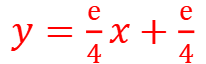 y = e/4 x + e/4